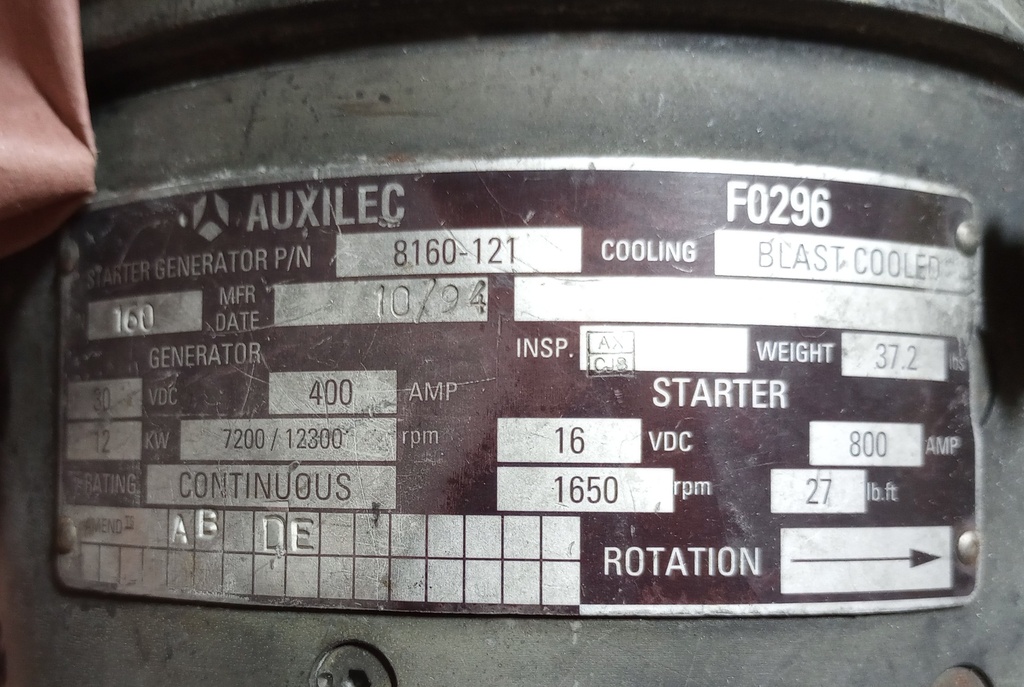 AUXILEC F0296
STARTER GENERATOR P/N 8160-121 COOLING BLAST COOLED
160 MFR DATE 10/94
GENERATOR INSP. AX CJS WEIGHT 37.2 lbs
30 VDC 400 AMP STARTER
12 KW 7200 / 12300 rpm 16 VDC 800 AMP
RATING CONTINUOUS 1650 rpm 27 lb.ft
AMEND A B D E
ROTATION